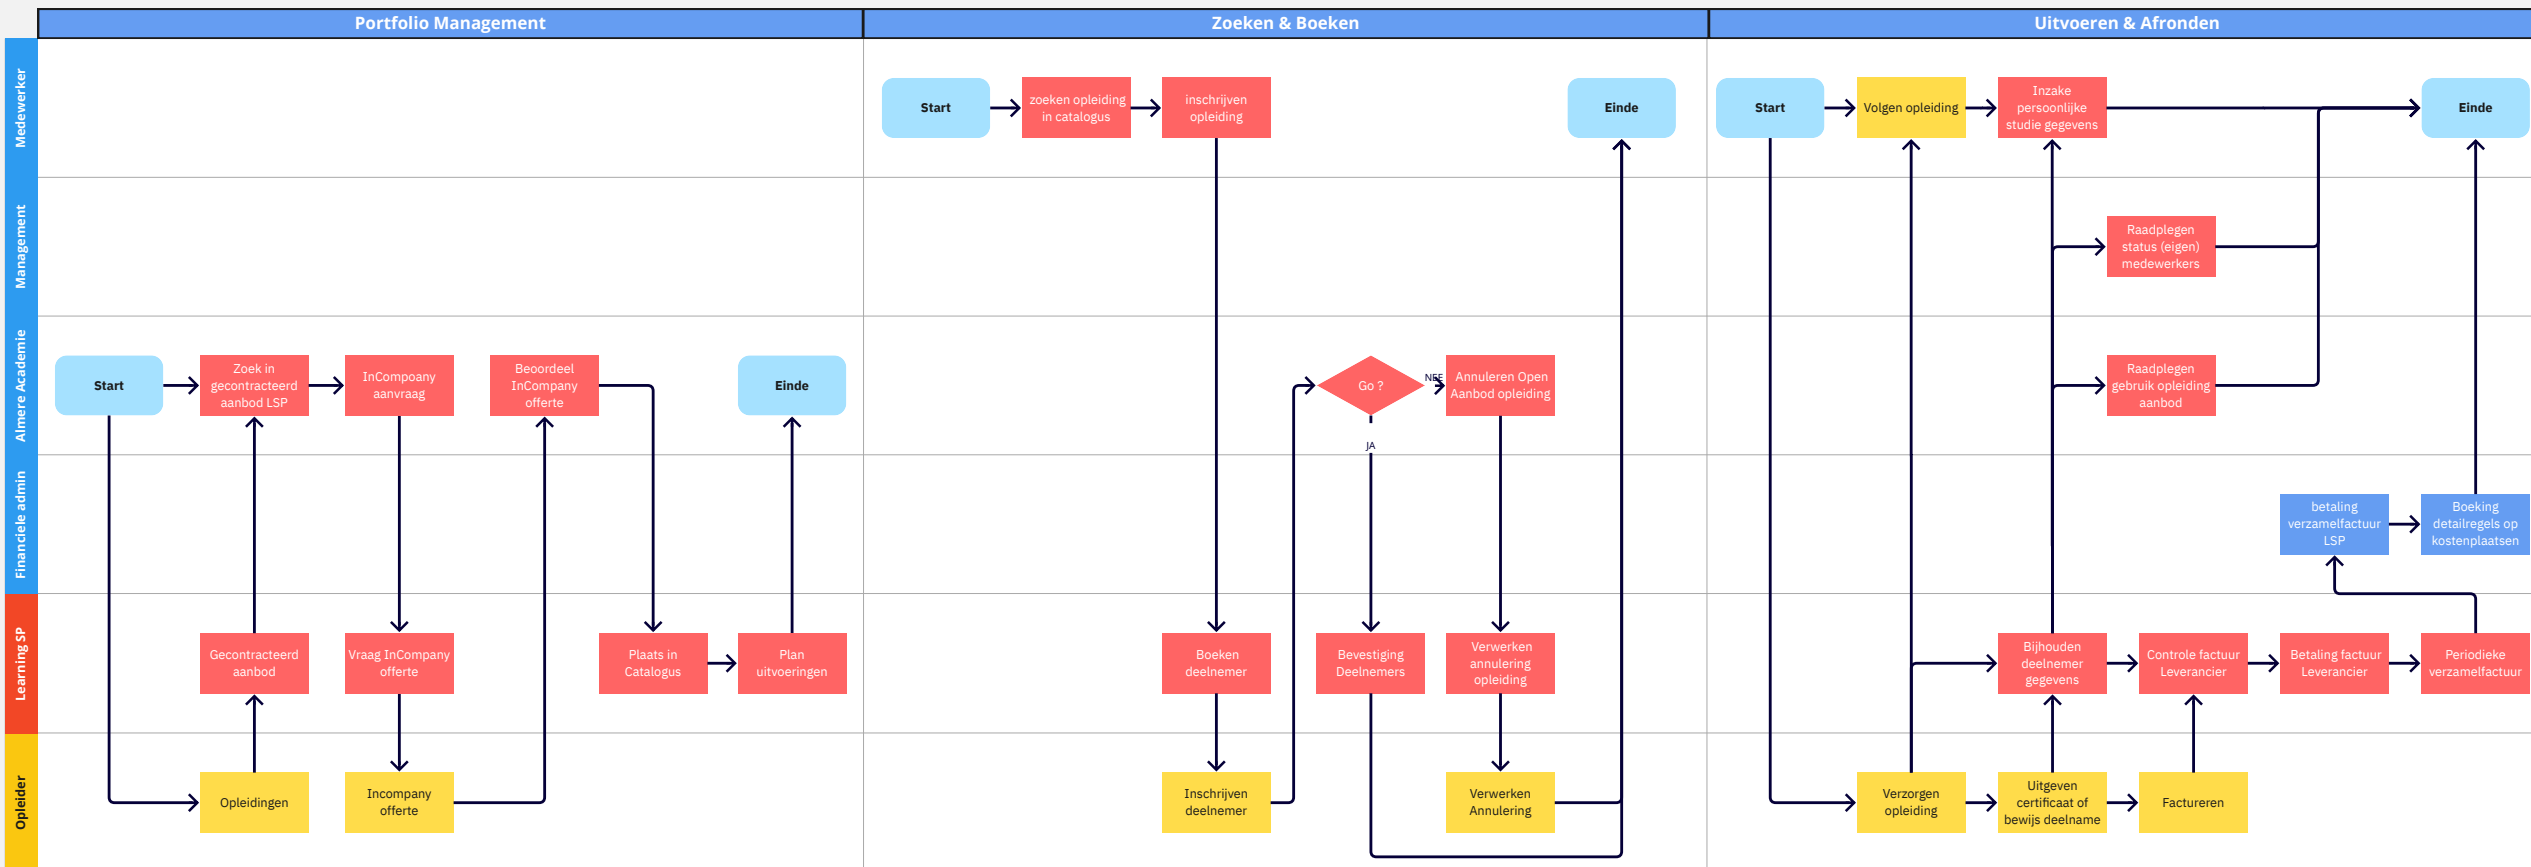 Portfolio Management
Zoeken & Boeken
Uitvoeren & Afronden
Medewerker
Start
zoeken opleiding
in catalogus
inschrijven
opleiding
Einde
Start
Volgen opleiding
Inzake
persoonlijke
studie gegevens
Einde
Management
Raadplegen
status (eigen)
medewerkers
Almere Academie
Start
Zoek in
gecontracteerd
aanbod LSP
InCompoany
aanvraag
Beoordeel
InCompany
offerte
Einde
Go ?
NEE
JA
Annuleren Open
Aanbod opleiding
Raadplegen
gebruik opleiding
aanbod
Financiele admin
betaling
verzamelfactuur
LSP
Boeking
detailregels op
kostenplaatsen
Learning SP
Gecontracteerd
aanbod
Vraag InCompany
offerte
Plaats in
Catalogus
Plan
uitvoeringen
Boeken
deelnemer
Bevestiging
Deelnemers
Verwerken
annulering
opleiding
Bijhouden
deelnemer
gegevens
Controle factuur
Leverancier
Betaling factuur
Leverancier
Periodieke
verzamelfactuur
Opleider
Opleidingen
Incompany
offerte
Inschrijven
deelnemer
Verwerken
Annulering
Verzorgen
opleiding
Uitgeven
certificaat of
bewijs deelname
Factureren